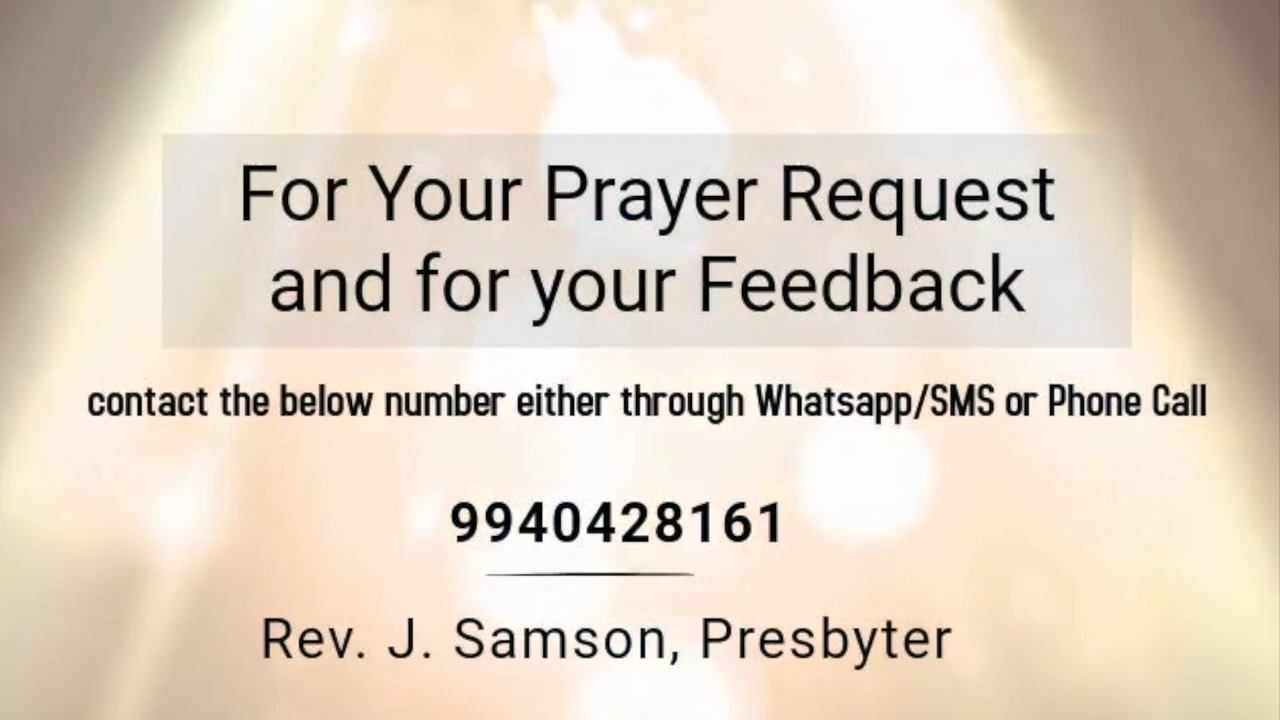 For Your Prayer Request
and for your Feedback
contact the below number either through Whatsapp/SMS or Phone Call
9940428161
Rev. J. Samson, Presbyter